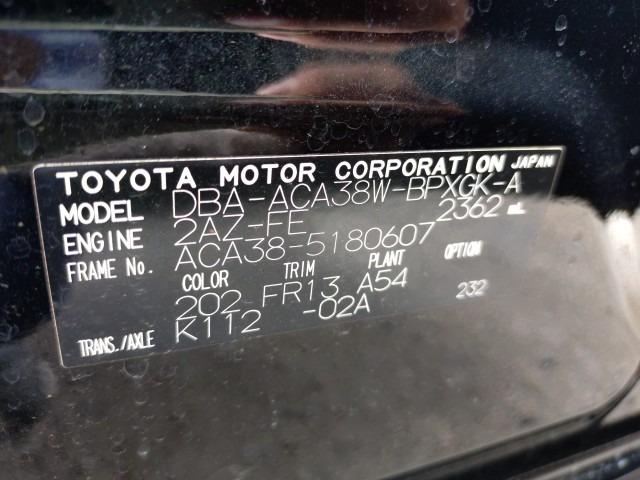 TOYOTA MOTOR CORPORATION JAPAN
MODEL DBA-ACA38W-BPXGK-A
ENGINE 2AZ-FE 2362 mL
FRAME No. ACA38-5180607
COLOR TRIM PLANT OPTION
202 FR13 A54 232
TRANS./AXLE K112 -02A